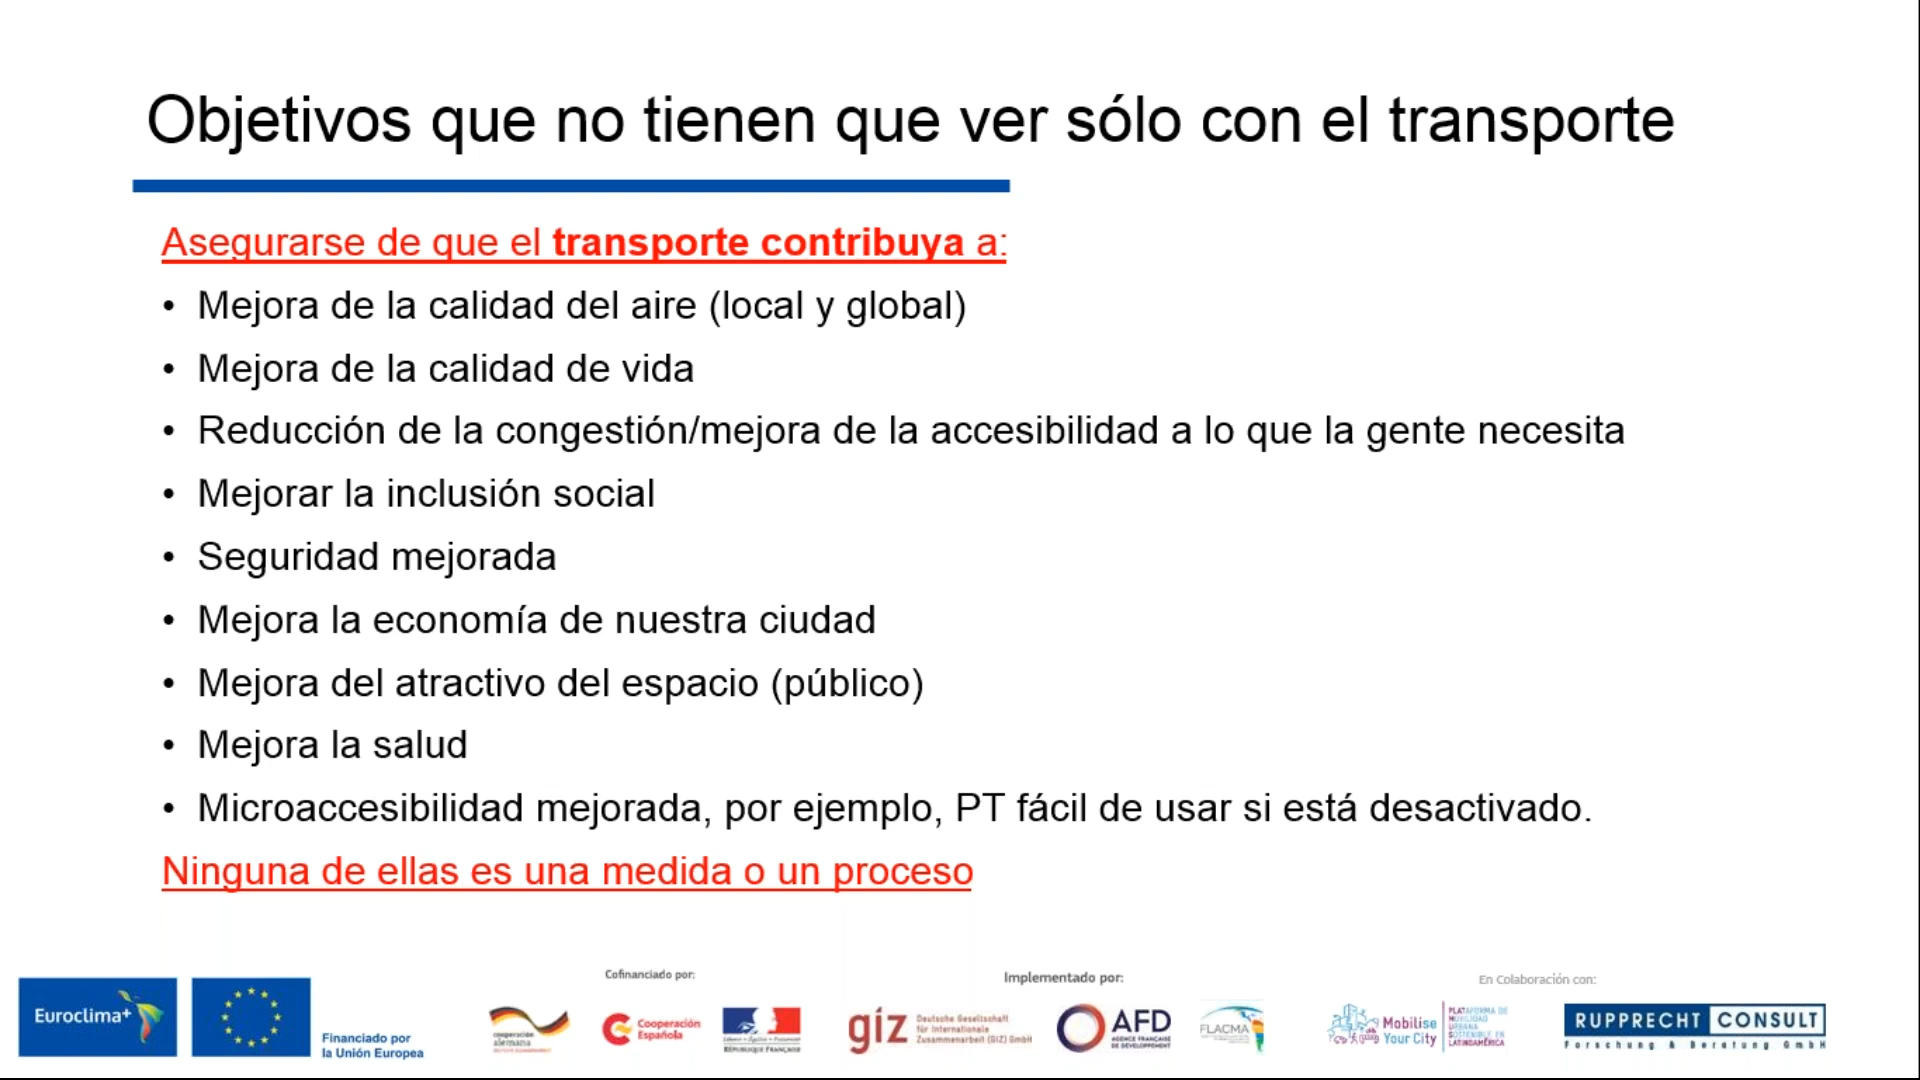 Objetivos que no tienen que ver sólo con el transporte
Asegurarse de que el transporte contribuya a:
• Mejora de la calidad del aire (local y global)
• Mejora de la calidad de vida
• Reducción de la congestión/mejora de la accesibilidad a lo que la gente necesita
• Mejorar la inclusión social
• Seguridad mejorada
• Mejora la economía de nuestra ciudad
• Mejora del atractivo del espacio (público)
• Mejora la salud
• Microaccesibilidad mejorada, por ejemplo, PT fácil de usar si está desactivado.
Ninguna de ellas es una medida o un proceso
Cofinanciado por:
Implementado por:
En Colaboración con:
Euroclima+
Financiado por
la Unión Europea
cooperación
alemana
Cooperación
Española
RÉPUBLIQUE FRANÇAISE
giz
Deutsche Gesellschaft
für Internationale
Zusammenarbeit (GIZ) GmbH
AFD
AGENCE FRANÇAISE
DE DÉVELOPPEMENT
FLACMA
Mobilise
Your City
PLATAFORMA DE
MOVILIDAD
URBANA
SOSTENIBLE EN
LATINOAMÉRICA
RUPPRECHT CONSULT
Forschung & Beratung GmbH